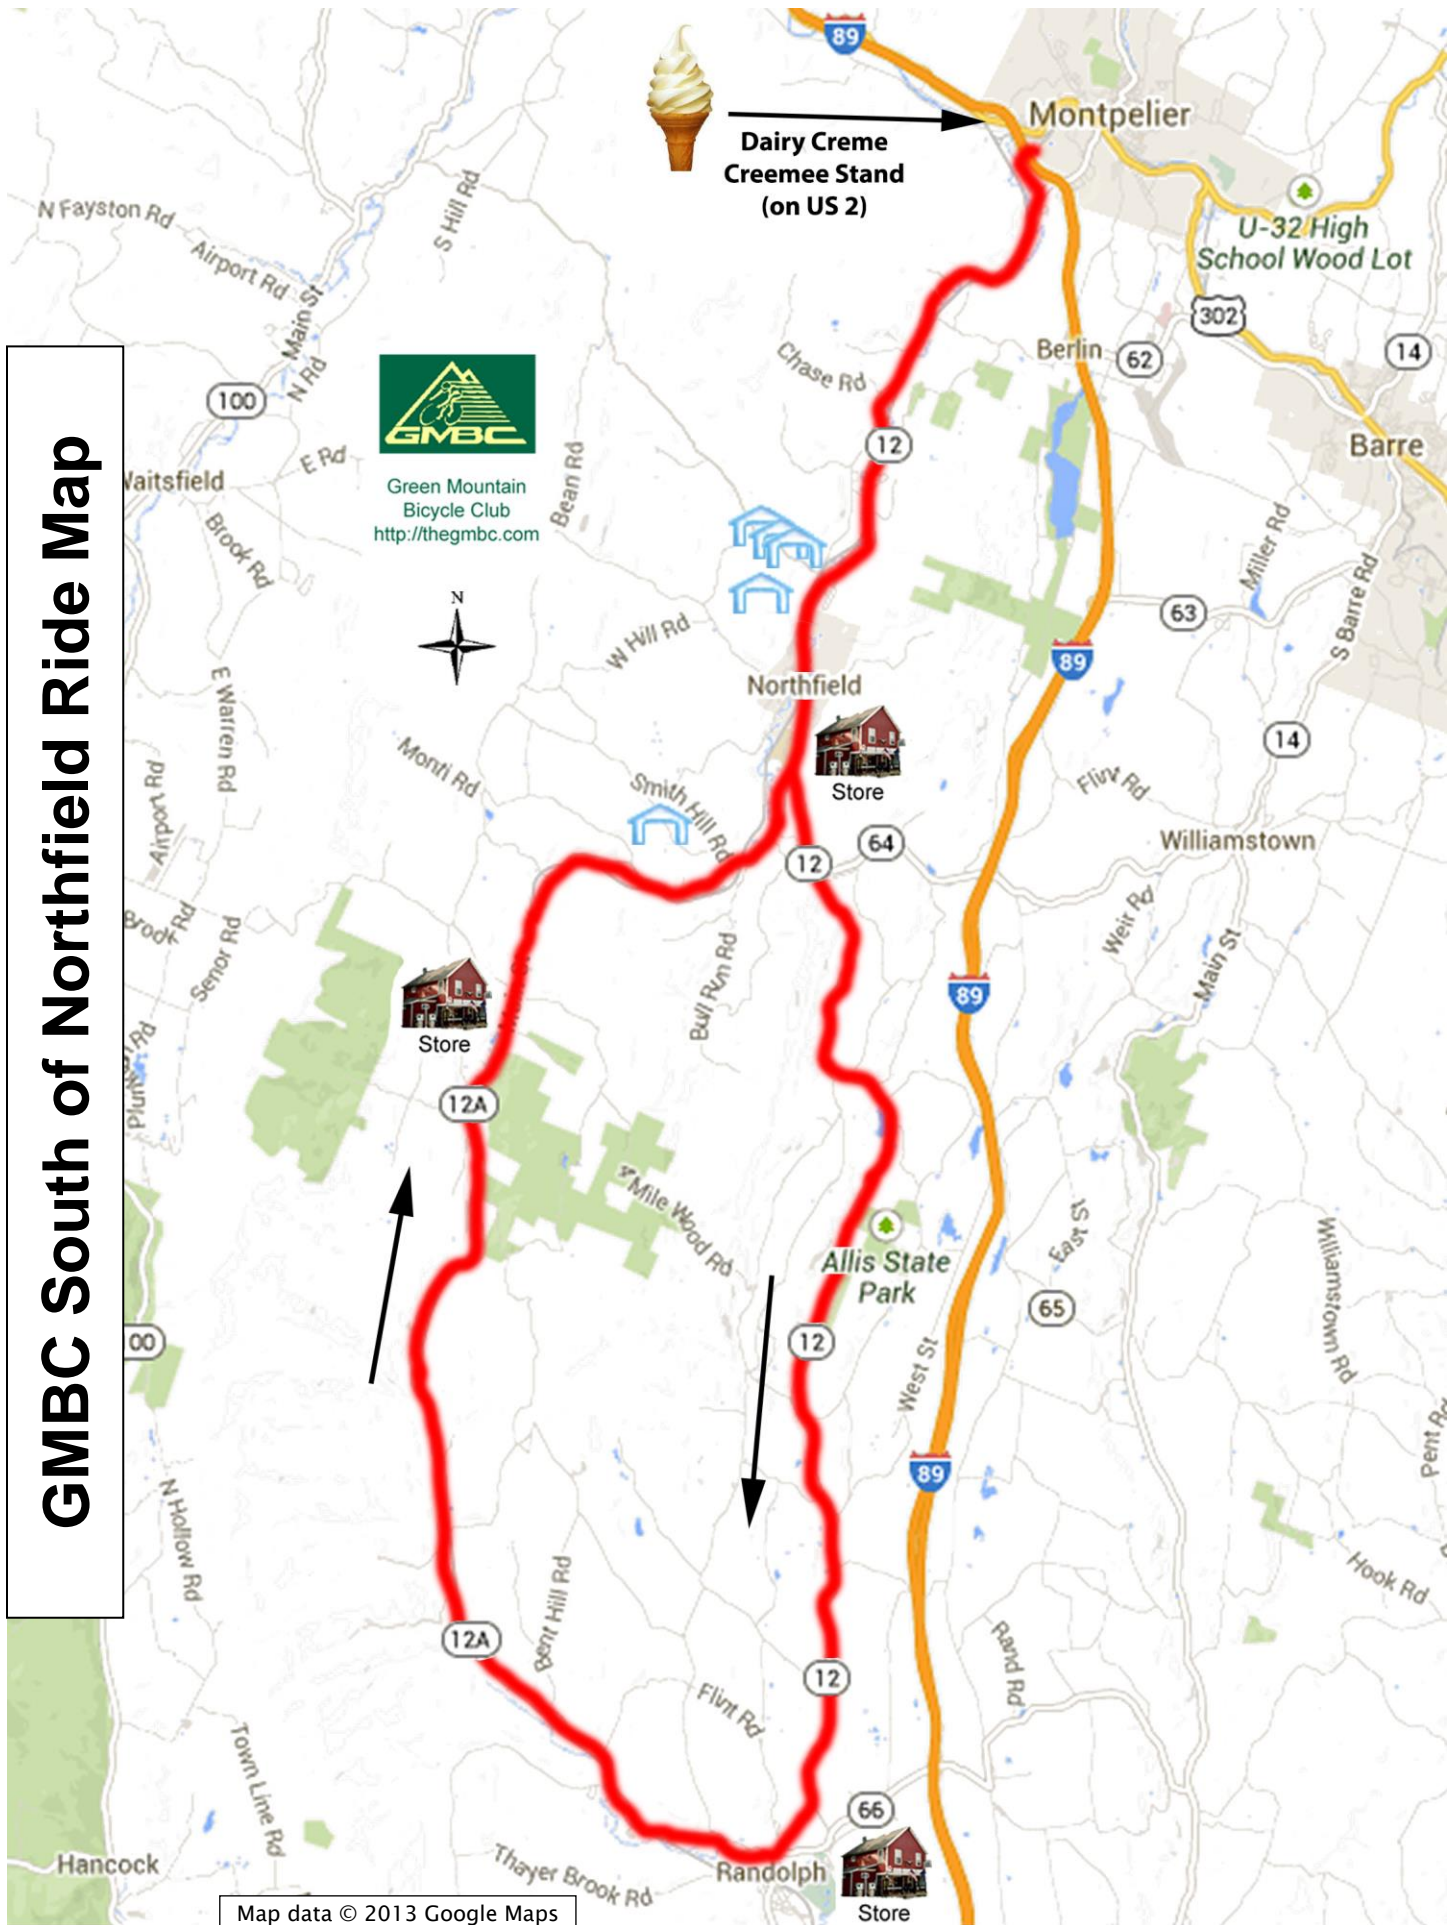 GMBC South of Northfield Ride Map
89
Montpelier
Dairy Creme
Creemee Stand
(on US 2)
U-32 High
School Wood Lot
N Fayston Rd
S Hill Rd
Airport Rd
Main St
N Rd
302
Berlin
62
14
Chase Rd
100
GMBC
12
Barre
E Rd
Waitsfield
Green Mountain
Bicycle Club
http://thegmbc.com
Bean Rd
Brook Rd
Miller Rd
S Barre Rd
63
N
W Hill Rd
89
Northfield
E Warren Rd
14
Monti Rd
Smith Hill Rd
Store
Flint Rd
Airport Rd
64
12
Williamstown
Weir Rd
Rd
Senor Rd
Bull Run Rd
Main St
89
Store
Rd
12A
Mile Wood Rd
East St
Allis State
Park
Williamstown Rd
65
12
00
West St
Pent Rd
89
N Hollow Rd
Hook Rd
Bent Hill Rd
12A
Rand Rd
12
Flint Rd
Town Line Rd
66
Hancock
Thayer Brook Rd
Randolph
Store
Map data © 2013 Google Maps